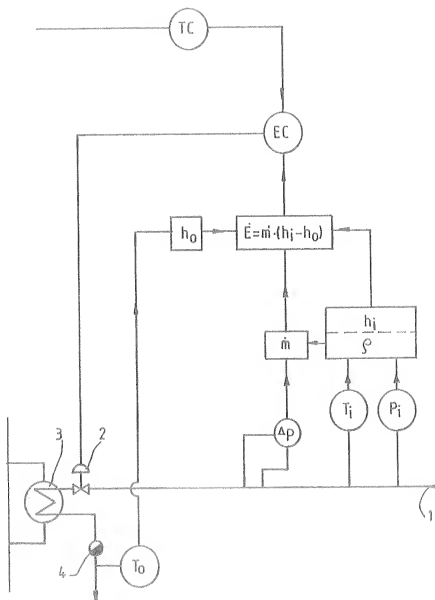 TC
EC
h₀
Ė=ṁ·(hᵢ-h₀)
hᵢ
ρ
ṁ
Tᵢ
Pᵢ
Δp
3
2
1
4
T₀